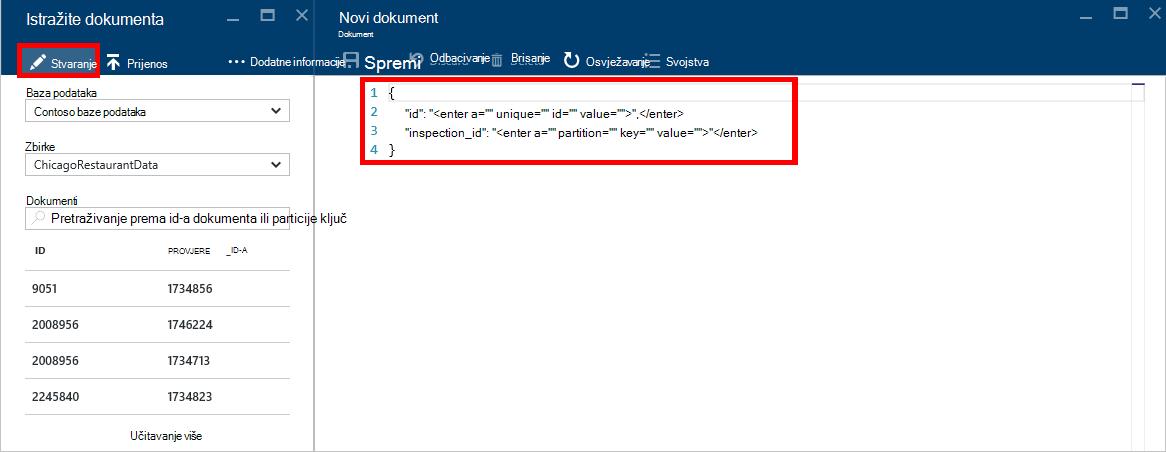 Istražite dokumenta
Stvaranje Prijenos Dodatne informacije
Baza podataka
Contoso baze podataka
Zbirke
ChicagoRestaurantData
Dokumenti
Pretraživanje prema id-a dokumenta ili particije ključ
ID PROVJERE _ID-A
9051 1734856
2008956 1746224
2008956 1734713
2245840 1734823
Učitavanje više
Novi dokument
Dokument
Spremi Odbacivanje Brisanje Osvježavanje Svojstva
1 {
2 "id": "<enter a="" unique="" id="" value="">",</enter>
3 "inspection_id": "<enter a="" partition="" key="" value="">"</enter>
4 }